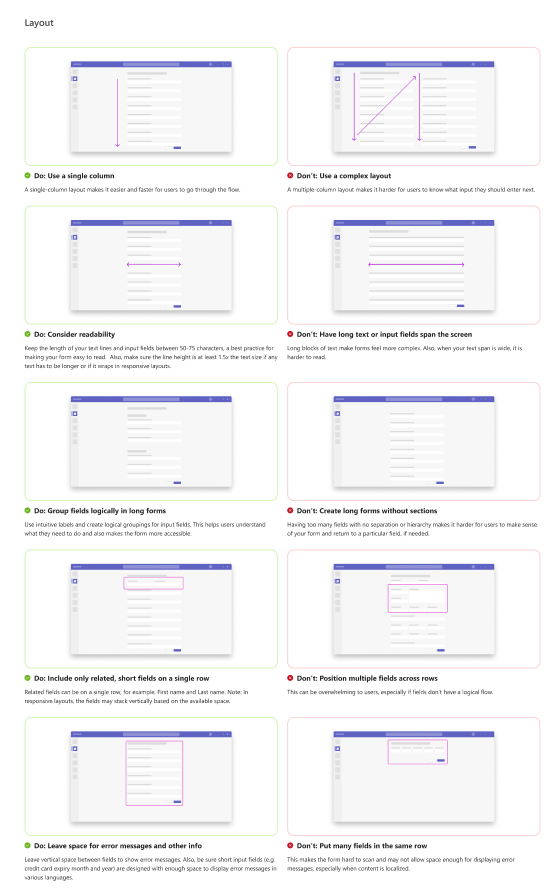 Layout
Do: Use a single column
A single-column layout makes it easier and faster for users to go through the flow.
Don't: Use a complex layout
A multiple-column layout makes it harder for users to know what input they should enter next.
Do: Consider readability
Keep the length of your text lines and input fields between 50-75 characters, a best practice for
making your form easy to read. Also, make sure the line height is at least 1.5x the text size if any
text has to be longer or if it wraps in responsive layouts.
Don't: Have long text or input fields span the screen
Long blocks of text make forms feel more complex. Also, when your text span is wide, it is
harder to read.
Do: Group fields logically in long forms
Use intuitive labels and create logical groupings for input fields. This helps users understand
what they need to do and also makes the form more accessible.
Don't: Create long forms without sections
Having too many fields with no separation or hierarchy makes it harder for users to make sense
of your form and return to a particular field, if needed.
Do: Include only related, short fields on a single row
Related fields can be on a single row, for example, First name and Last name. Note: In
responsive layouts, the fields may stack vertically based on the available space.
Don't: Position multiple fields across rows
This can be overwhelming to users, especially if fields don't have a logical flow.
Do: Leave space for error messages and other info
Leave vertical space between fields to show error messages. Also, be sure short input fields (e.g.
credit card expiry month and year) are designed with enough space to display error messages in
various languages.
Don't: Put many fields in the same row
This makes the form hard to scan and may not allow space enough for displaying error
messages, especially when content is localized.